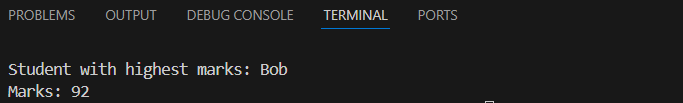 PROBLEMS OUTPUT DEBUG CONSOLE TERMINAL PORTS
Student with highest marks: Bob
Marks: 92